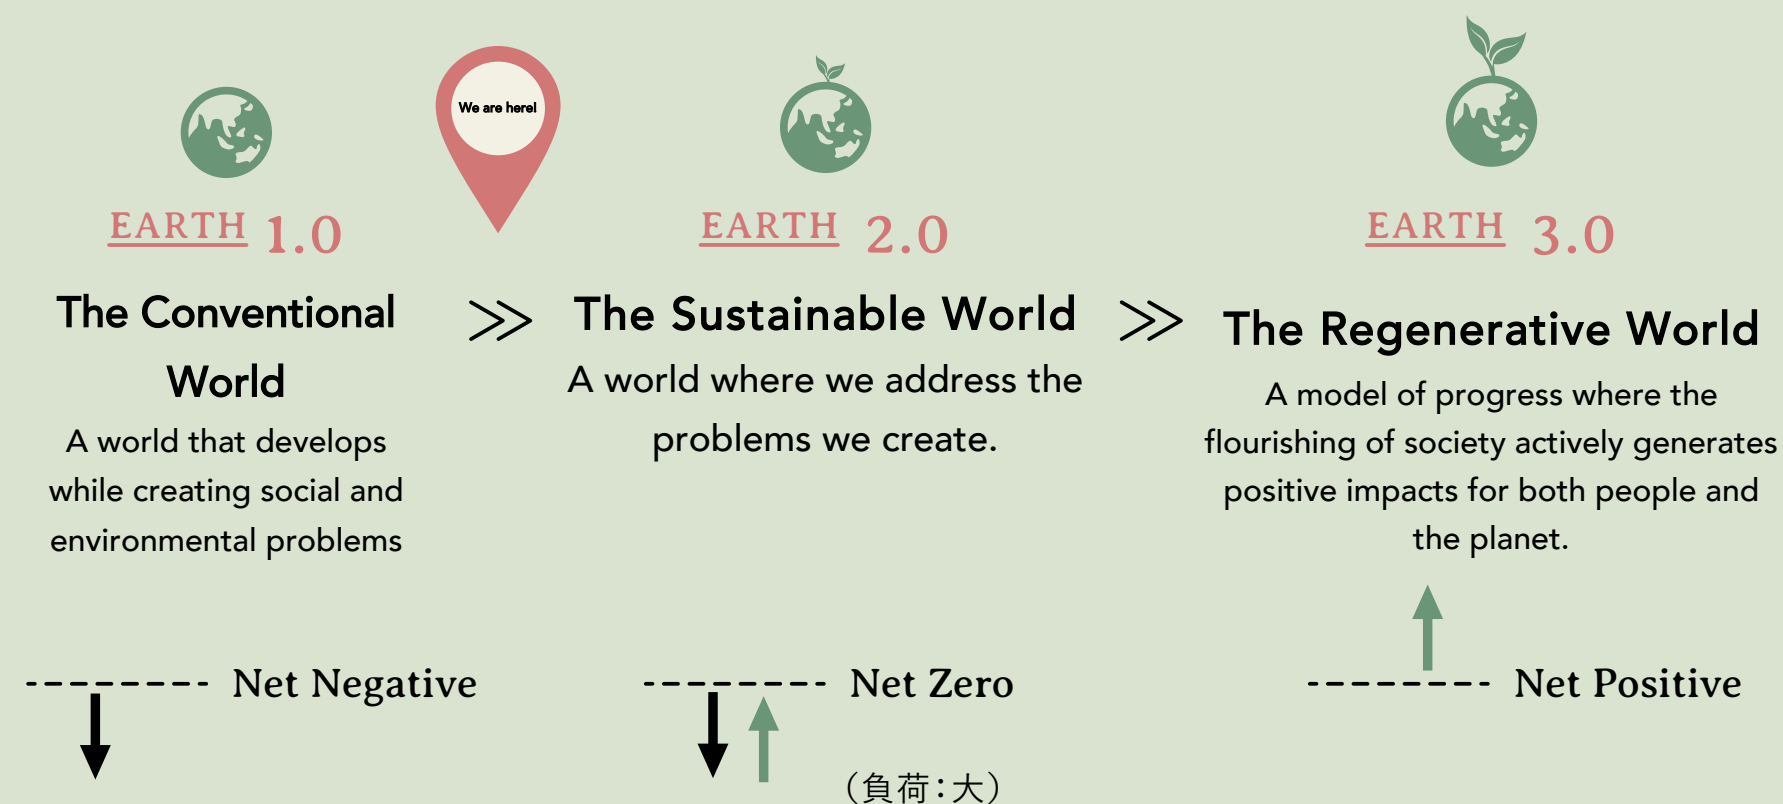 We are here!
EARTH 1.0
The Conventional
World
A world that develops
while creating social and
environmental problems
Net Negative
EARTH 2.0
The Sustainable World
A world where we address the
problems we create.
Net Zero
(負荷:大)
EARTH 3.0
The Regenerative World
A model of progress where the
flourishing of society actively generates
positive impacts for both people and
the planet.
Net Positive